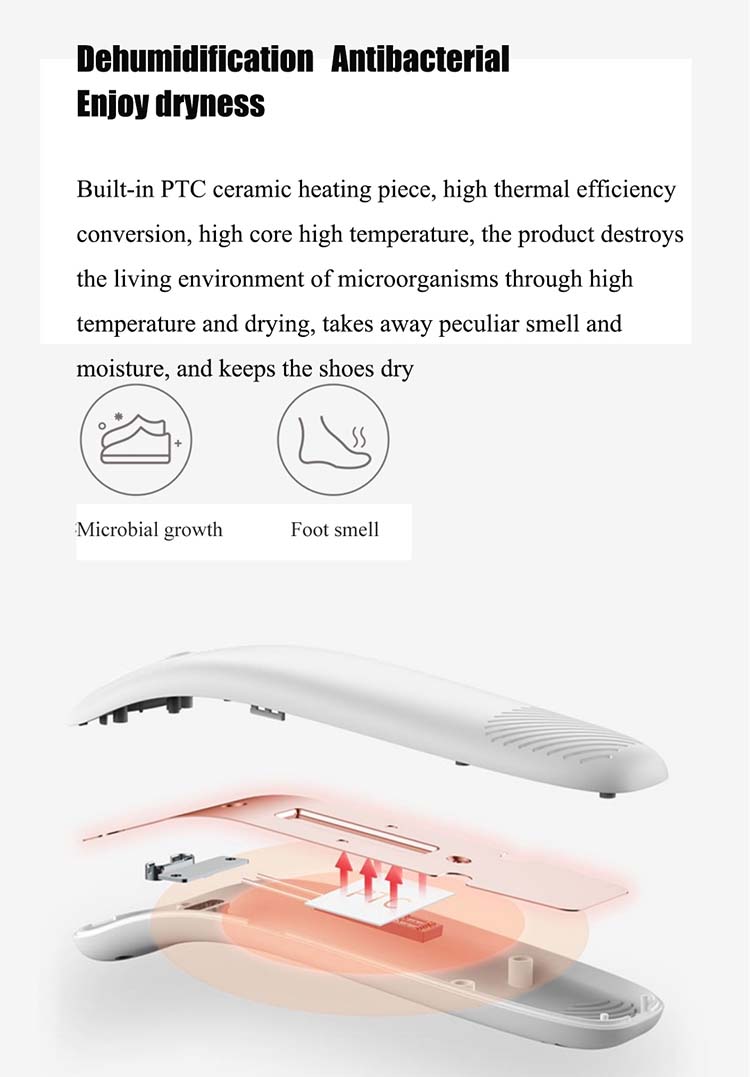 Dehumidification Antibacterial
Enjoy dryness
Built-in PTC ceramic heating piece, high thermal efficiency
conversion, high core high temperature, the product destroys
the living environment of microorganisms through high
temperature and drying, takes away peculiar smell and
moisture, and keeps the shoes dry
Microbial growth Foot smell
PTC